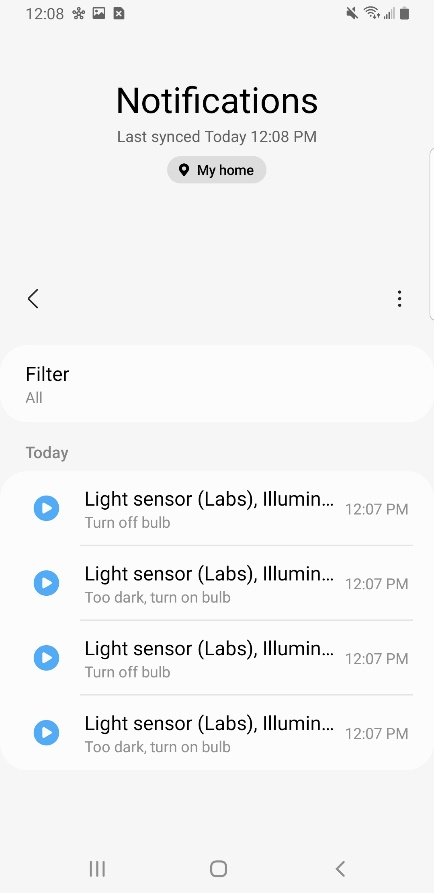 12:08
Notifications
Last synced Today 12:08 PM
My home
Filter
All
Today
Light sensor (Labs), Illumin... 12:07 PM
Turn off bulb
Light sensor (Labs), Illumin... 12:07 PM
Too dark, turn on bulb
Light sensor (Labs), Illumin... 12:07 PM
Turn off bulb
Light sensor (Labs), Illumin... 12:07 PM
Too dark, turn on bulb